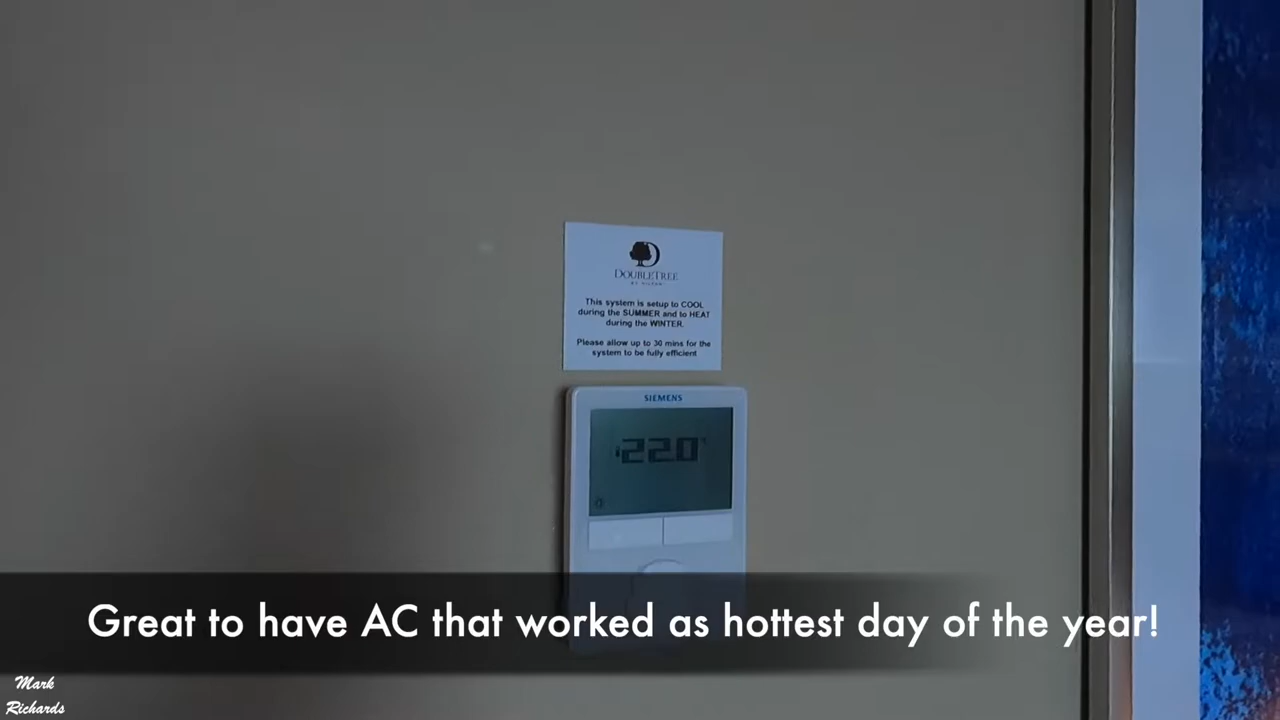 DOUBLETREE
BY HILTON
This system is setup to COOL
during the SUMMER and to HEAT
during the WINTER.
Please allow up to 30 mins for the
system to be fully efficient
SIEMENS
22.0°
Great to have AC that worked as hottest day of the year!
Mark
Richards